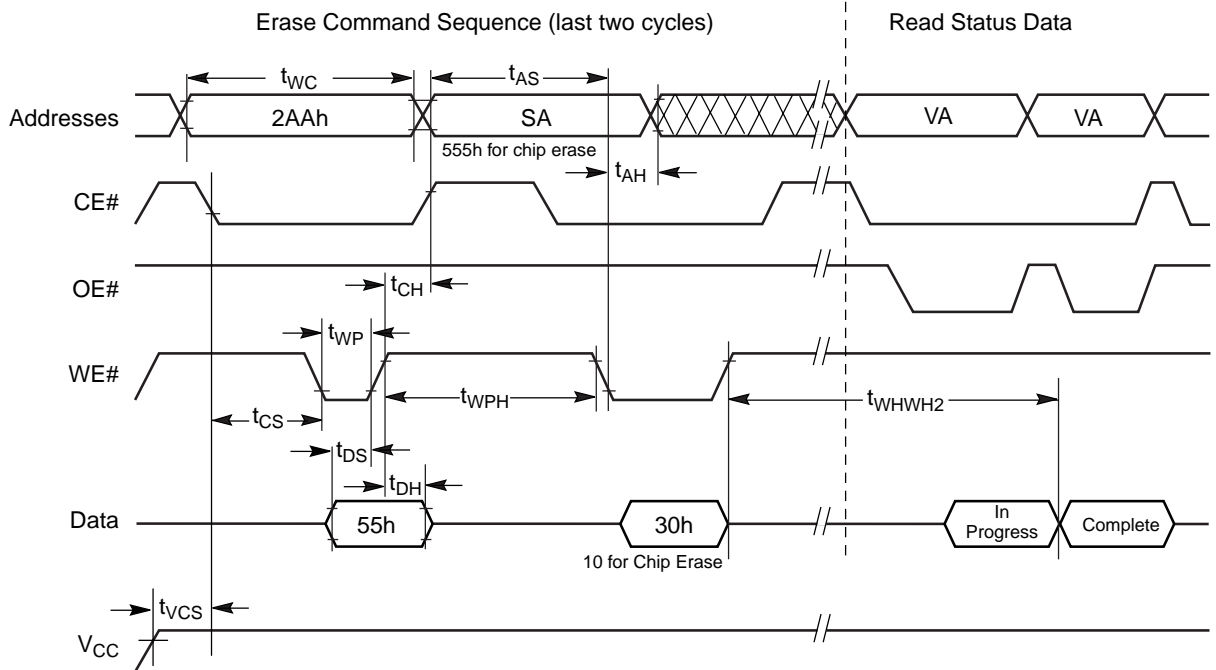 Erase Command Sequence (last two cycles)
Read Status Data
tWC
tAS
Addresses
2AAh
SA
VA
VA
555h for chip erase
tAH
CE#
OE#
tCH
tWP
WE#
tWPH
tWHWH2
tCS
tDS
tDH
Data
55h
30h
In
Progress
Complete
10 for Chip Erase
tVCS
VCC